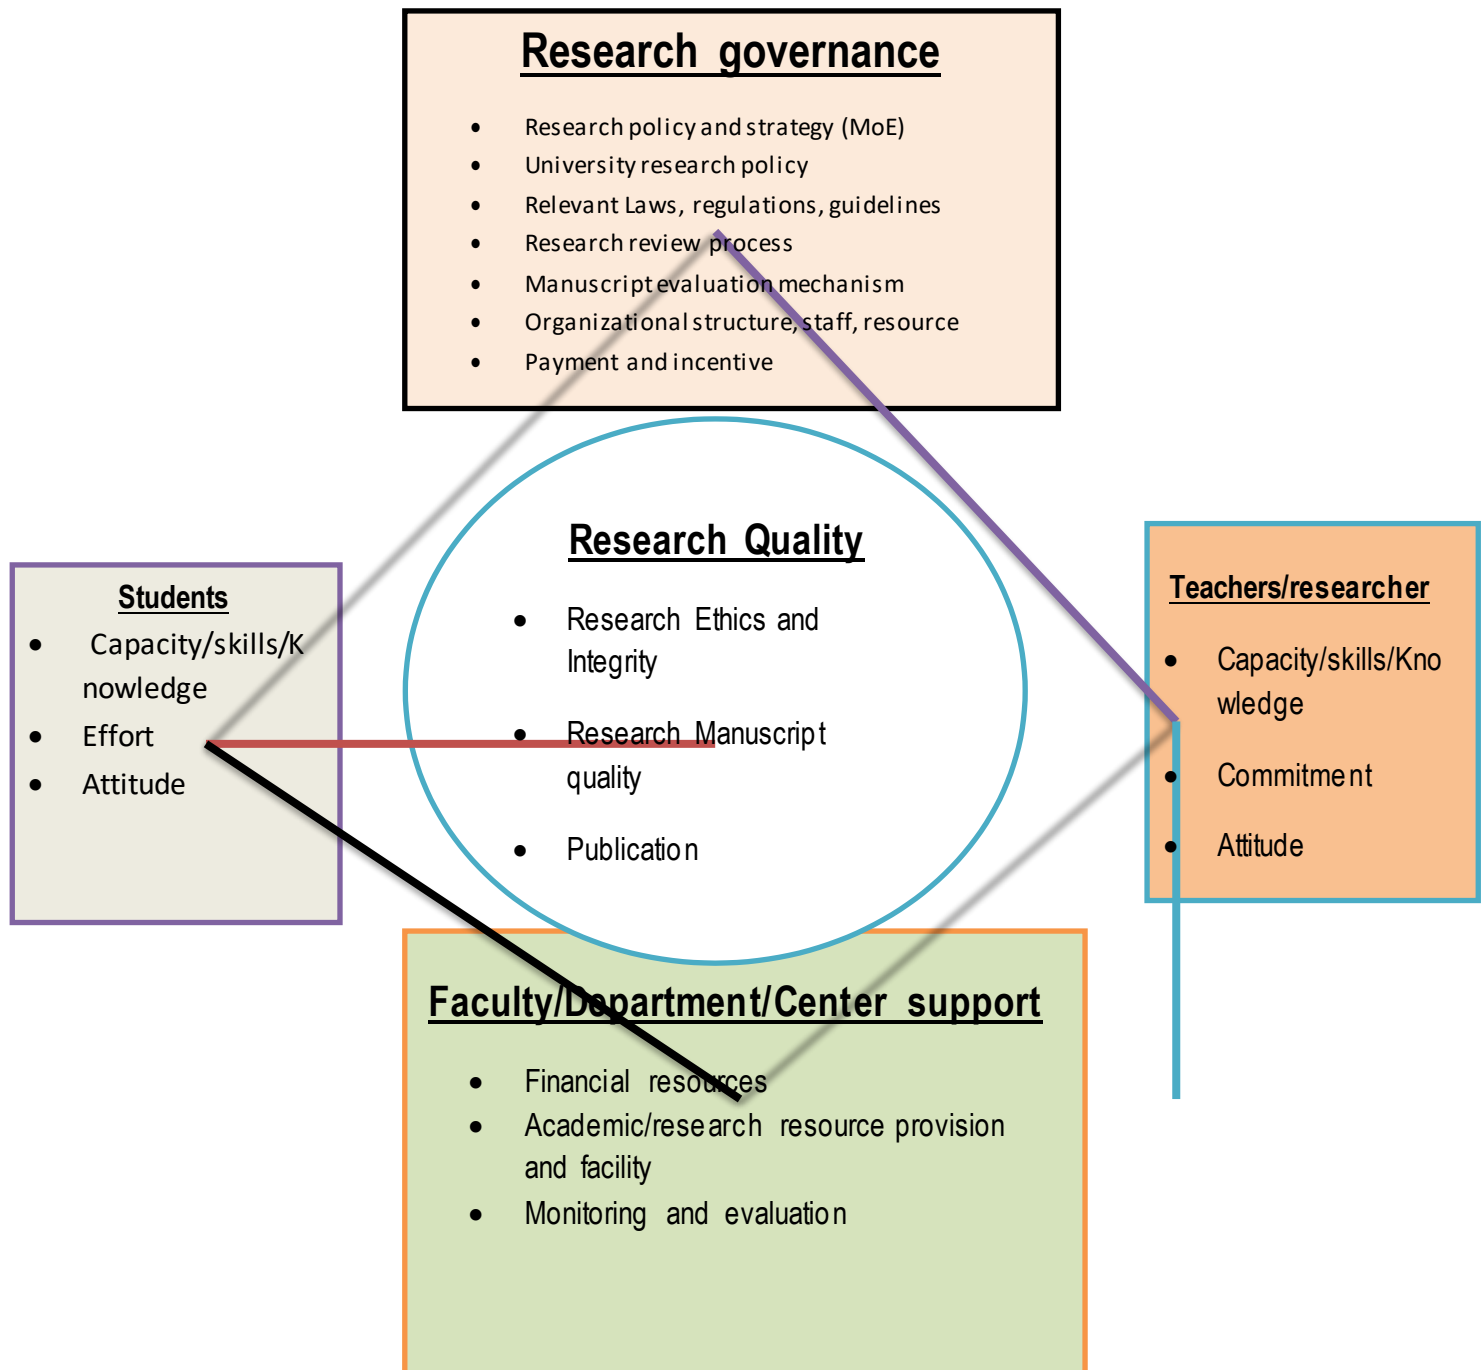 Research governance
• Research policy and strategy (MoE)
• University research policy
• Relevant Laws, regulations, guidelines
• Research review process
• Manuscript evaluation mechanism
• Organizational structure, staff, resource
• Payment and incentive
Research Quality
• Research Ethics and
Integrity
• Research Manuscript
quality
• Publication
Students
• Capacity/skills/K
nowledge
• Effort
• Attitude
Teachers/researcher
• Capacity/skills/Kno
wledge
• Commitment
• Attitude
Faculty/Department/Center support
• Financial resources
• Academic/research resource provision
and facility
• Monitoring and evaluation